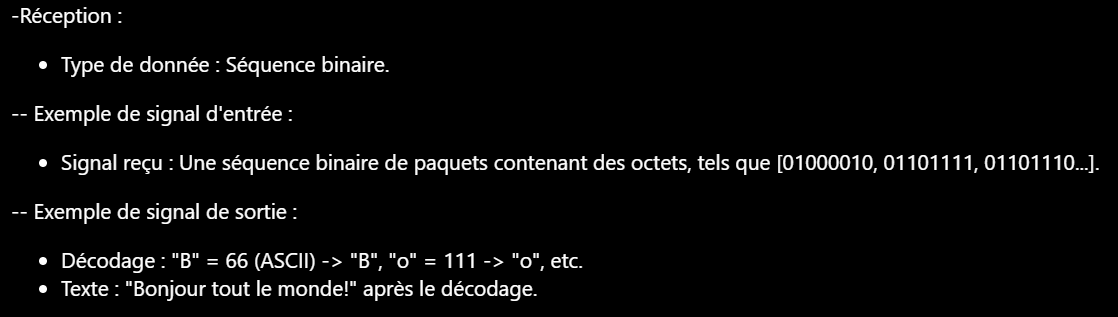 -Réception :
• Type de donnée : Séquence binaire.
-- Exemple de signal d'entrée :
• Signal reçu : Une séquence binaire de paquets contenant des octets, tels que [01000010, 01101111, 01101110...].
-- Exemple de signal de sortie :
• Décodage : "B" = 66 (ASCII) -> "B", "o" = 111 -> "o", etc.
• Texte : "Bonjour tout le monde!" après le décodage.